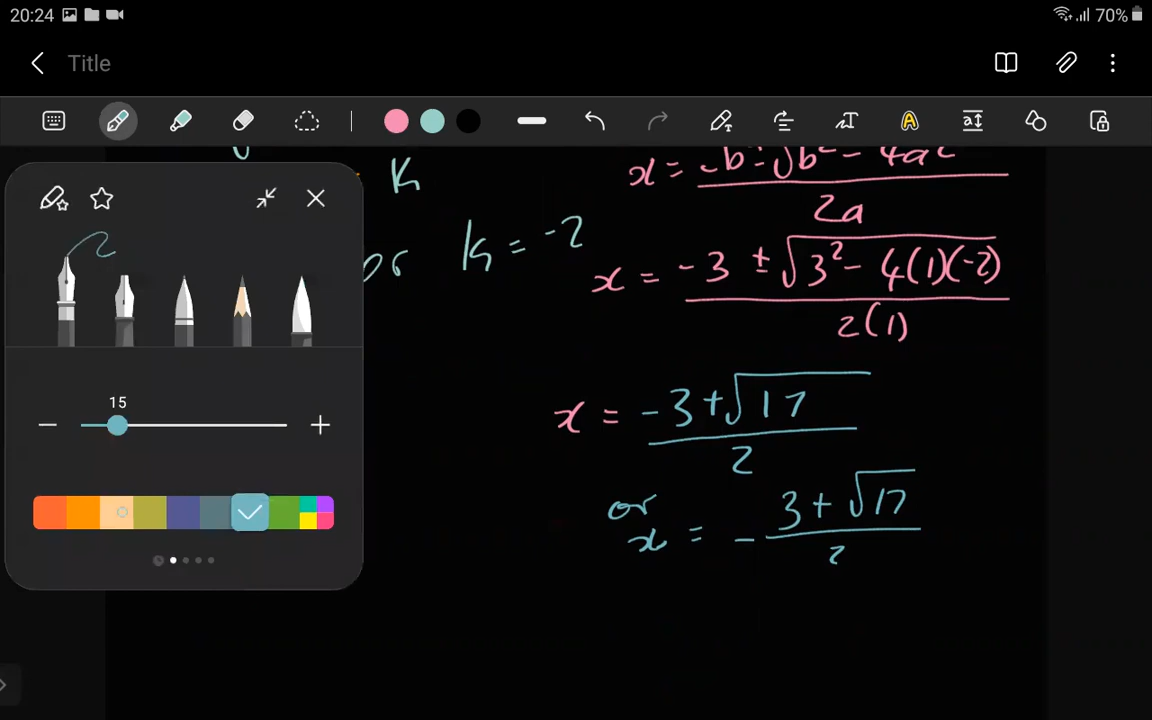 20:24 70%
Title
K
or K = -2
x = -b ± √b² - 4ac
2a
x = -3 ± √3² - 4(1)(-2)
2(1)
15
x = -3 + √17
2
or
x = - 3 + √17
2